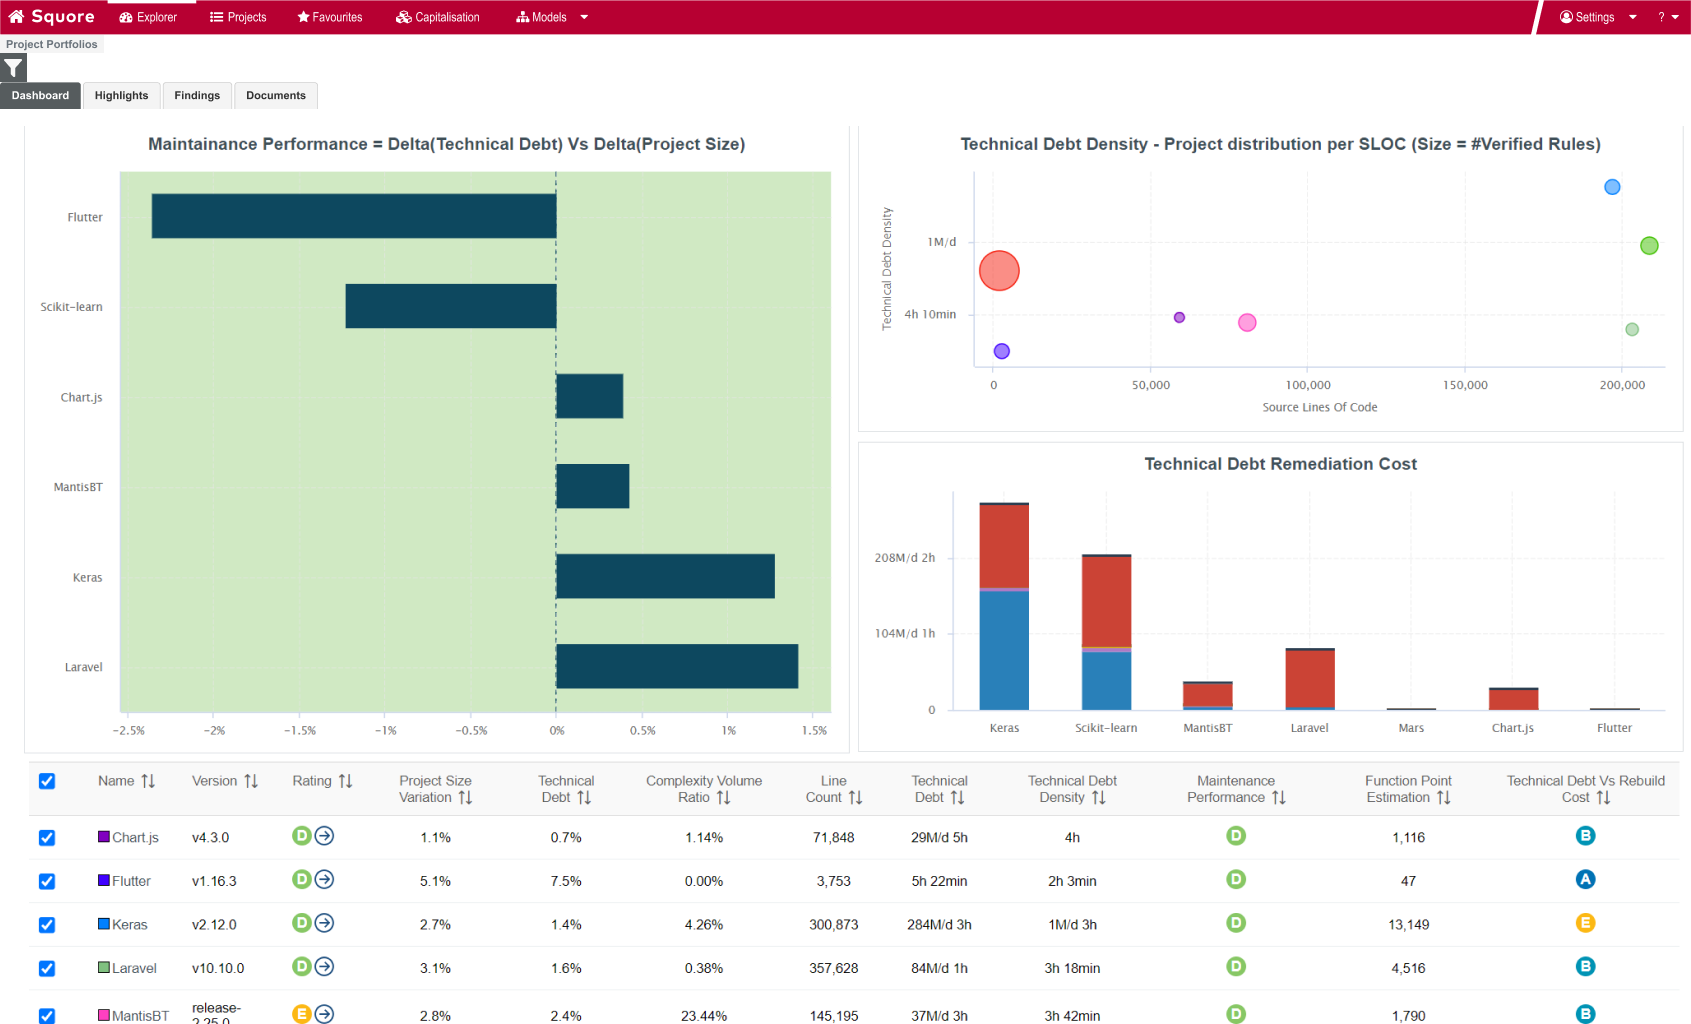 Squore Explorer Projects Favourites Capitalisation Models Settings ?
Project Portfolios
Dashboard Highlights Findings Documents
Maintainance Performance = Delta(Technical Debt) Vs Delta(Project Size)
Flutter
Scikit-learn
Chart.js
MantisBT
Keras
Laravel
-2.5% -2% -1.5% -1% -0.5% 0% 0.5% 1% 1.5%
Technical Debt Density - Project distribution per SLOC (Size = #Verified Rules)
Technical Debt Density
1M/d
4h 10min
0 50,000 100,000 150,000 200,000
Source Lines Of Code
Technical Debt Remediation Cost
208M/d 2h
104M/d 1h
0
Keras Scikit-learn MantisBT Laravel Mars Chart.js Flutter
Name Version Rating Project Size Variation Technical Debt Complexity Volume Ratio Line Count Technical Debt Technical Debt Density Maintenance Performance Function Point Estimation Technical Debt Vs Rebuild Cost
Chart.js v4.3.0 D 1.1% 0.7% 1.14% 71,848 29M/d 5h 4h D 1,116 B
Flutter v1.16.3 D 5.1% 7.5% 0.00% 3,753 5h 22min 2h 3min D 47 A
Keras v2.12.0 D 2.7% 1.4% 4.26% 300,873 284M/d 3h 1M/d 3h D 13,149 E
Laravel v10.10.0 D 3.1% 1.6% 0.38% 357,628 84M/d 1h 3h 18min D 4,516 B
MantisBT release-2.25.0 E 2.8% 2.4% 23.44% 145,195 37M/d 3h 3h 42min D 1,790 B